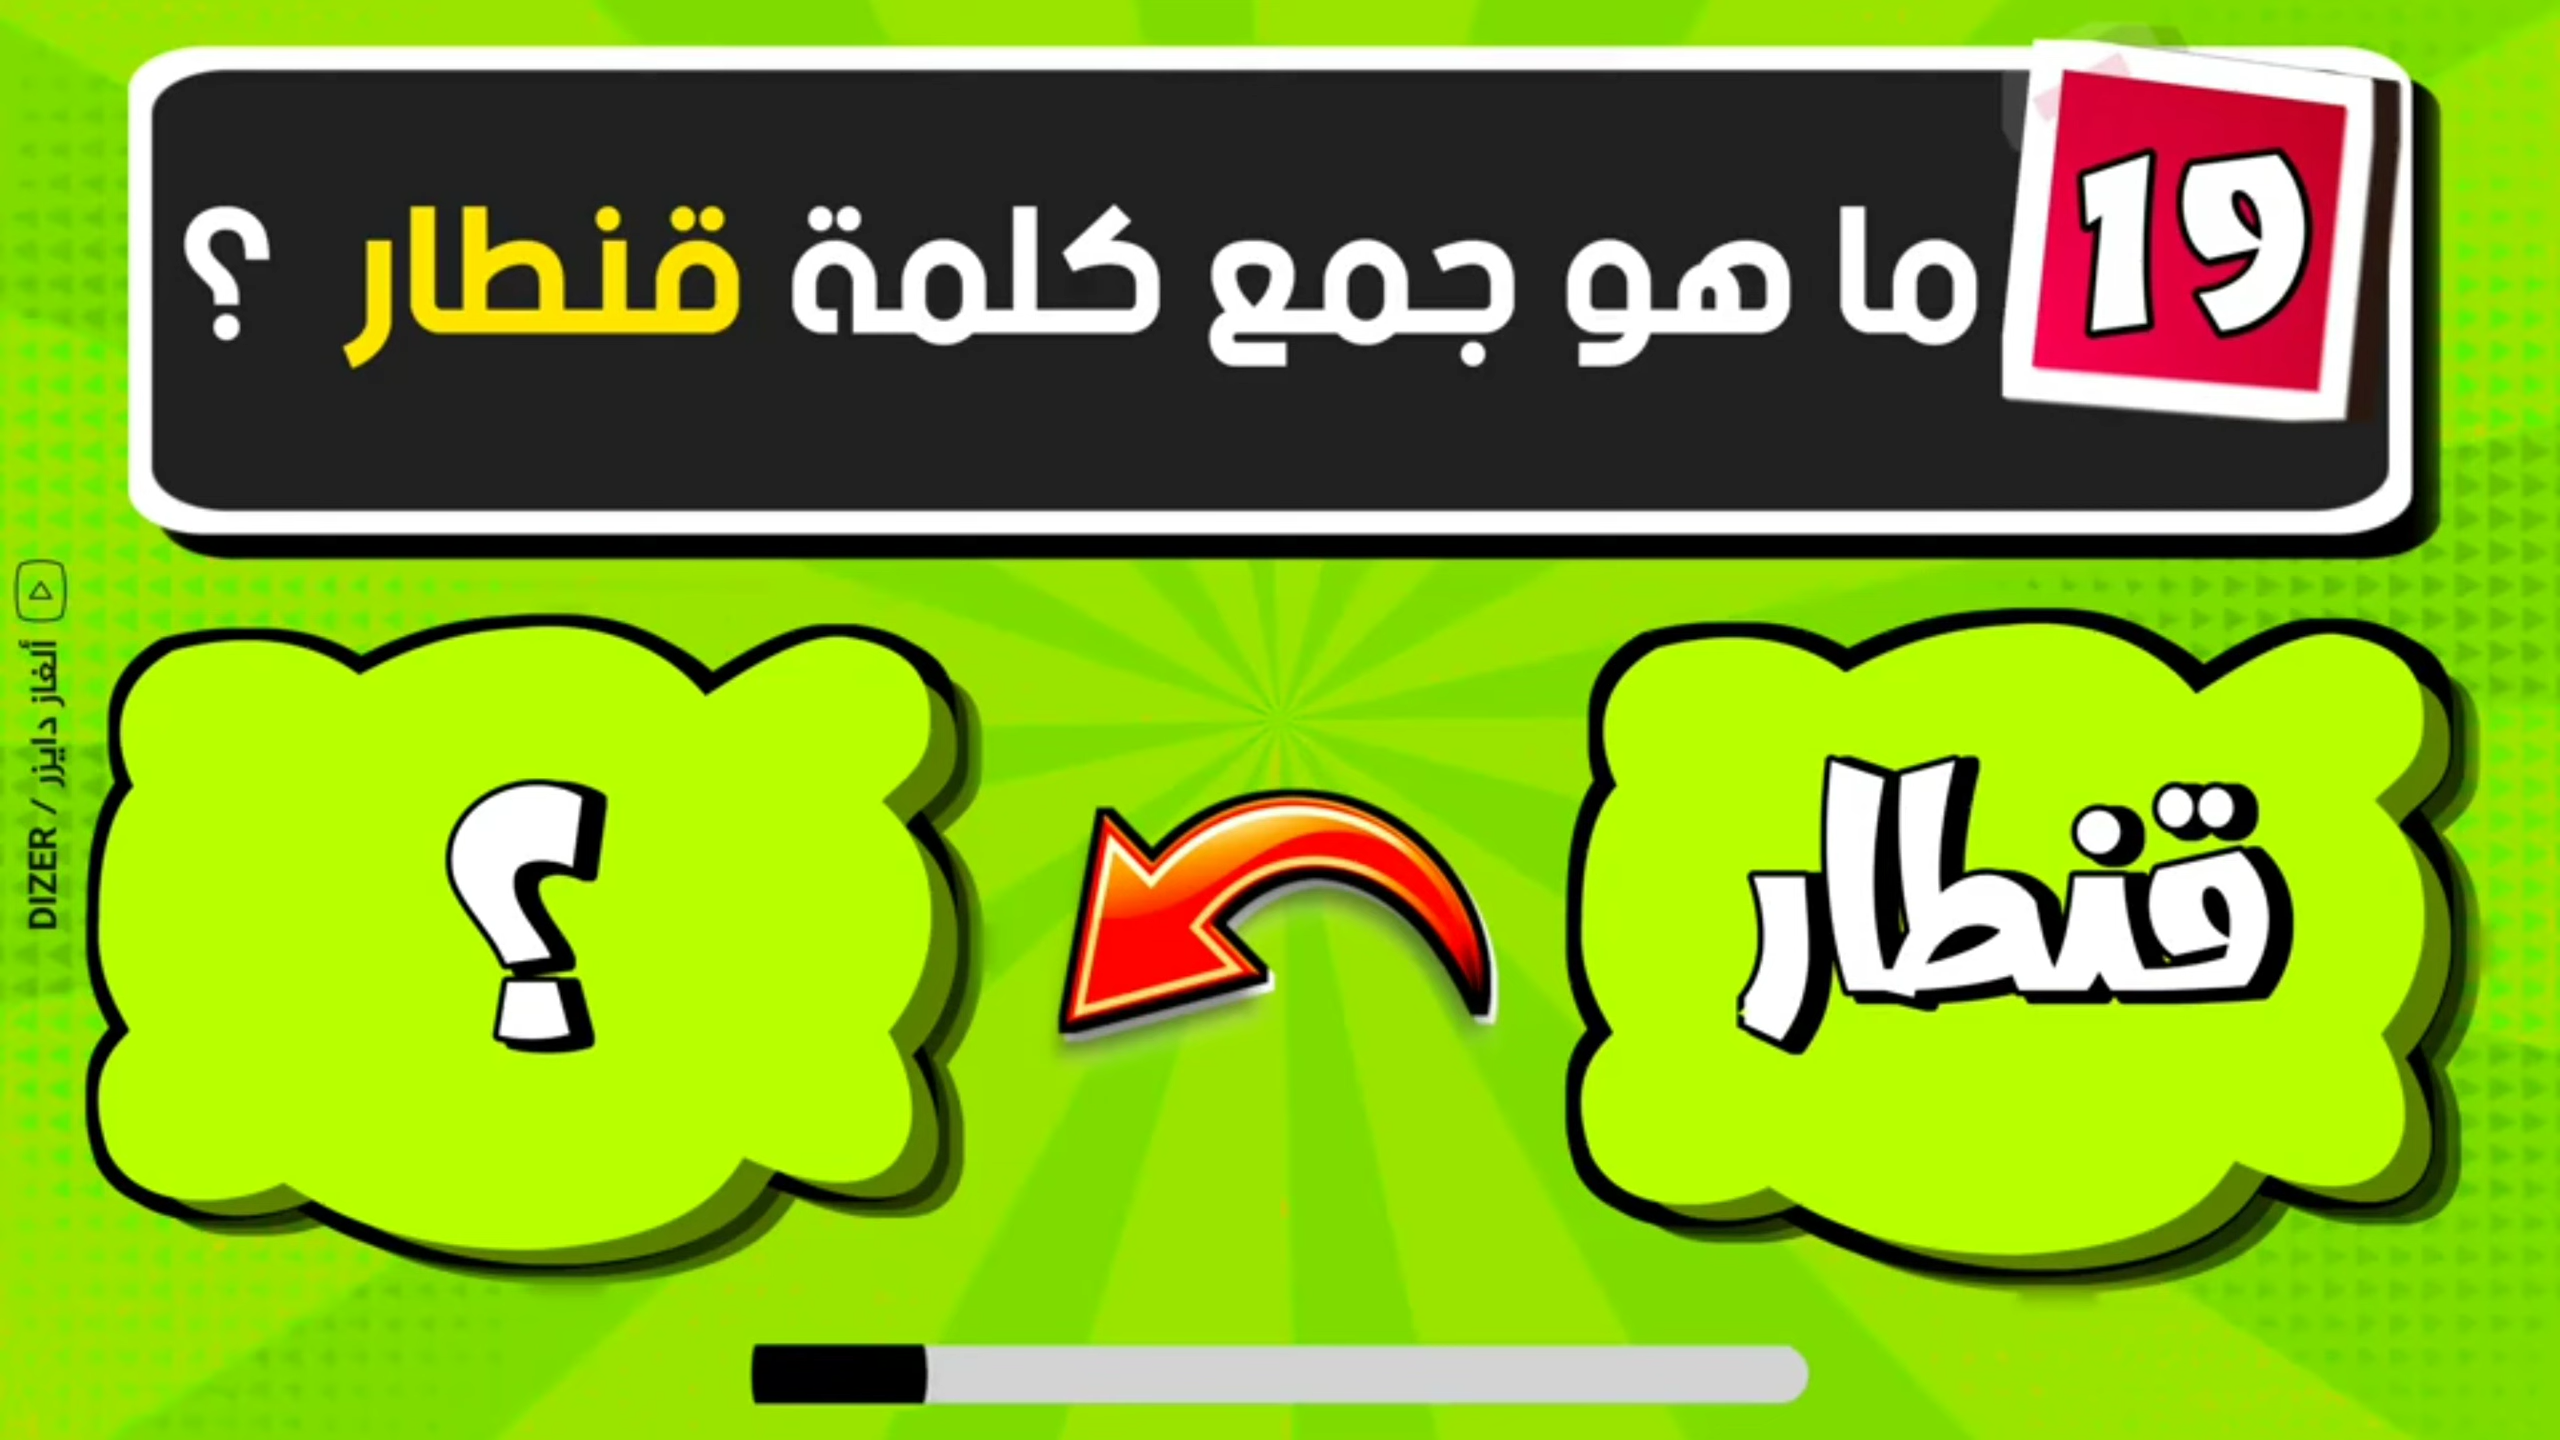 19
ما هو جمع كلمة قنطار ؟
قنطار
؟
ألغاز دايزر / DIZER